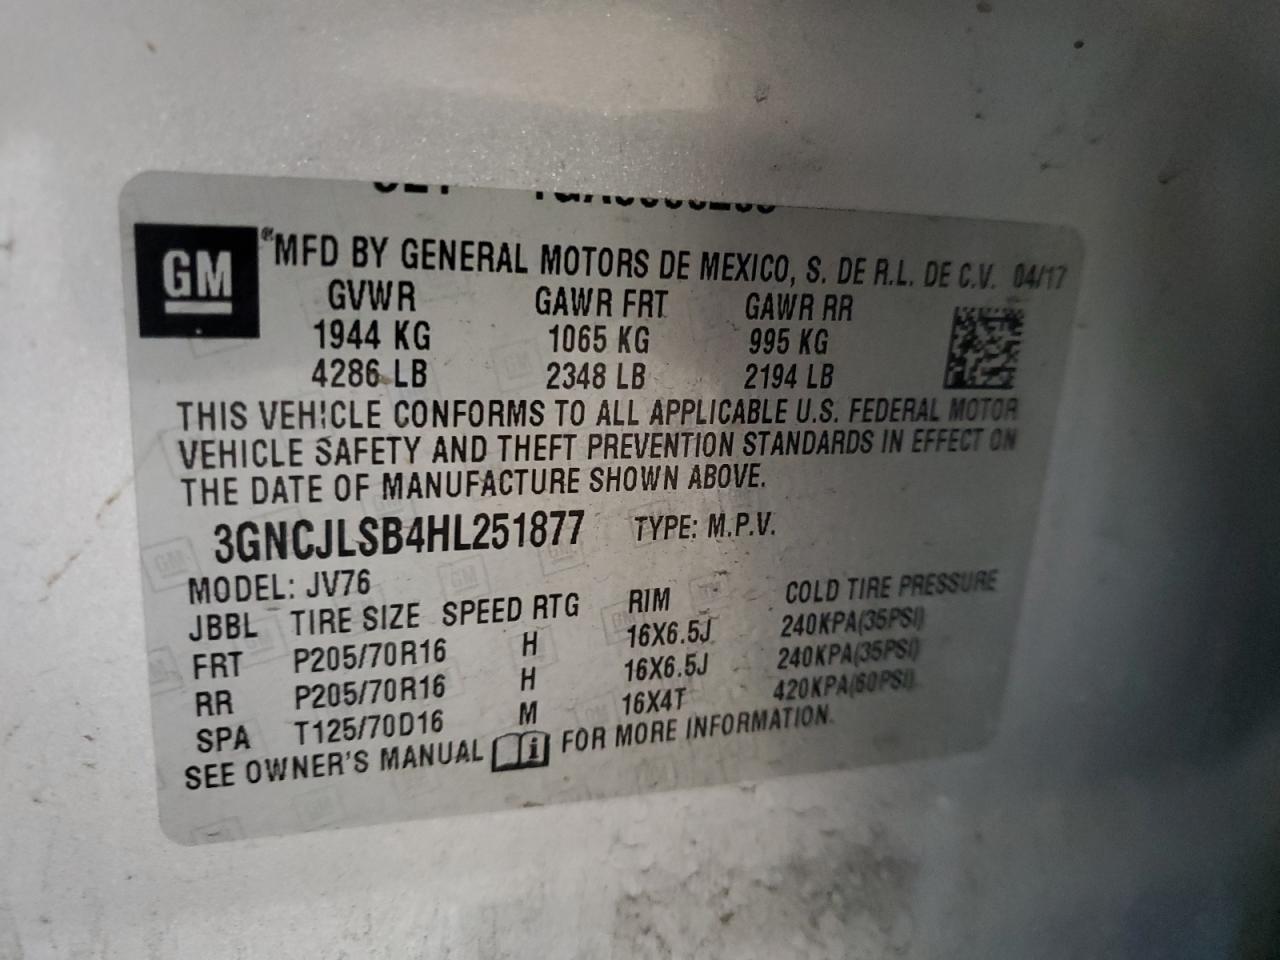 GM
®MFD BY GENERAL MOTORS DE MEXICO, S. DE R.L. DE C.V. 04/17
GVWR GAWR FRT GAWR RR
1944 KG 1065 KG 995 KG
4286 LB 2348 LB 2194 LB
THIS VEHICLE CONFORMS TO ALL APPLICABLE U.S. FEDERAL MOTOR
VEHICLE SAFETY AND THEFT PREVENTION STANDARDS IN EFFECT ON
THE DATE OF MANUFACTURE SHOWN ABOVE.
3GNCJLSB4HL251877 TYPE: M.P.V.
MODEL: JV76
JBBL TIRE SIZE SPEED RTG RIM COLD TIRE PRESSURE
FRT P205/70R16 H 16X6.5J 240KPA(35PSI)
RR P205/70R16 H 16X6.5J 240KPA(35PSI)
SPA T125/70D16 M 16X4T 420KPA(60PSI)
SEE OWNER'S MANUAL FOR MORE INFORMATION.